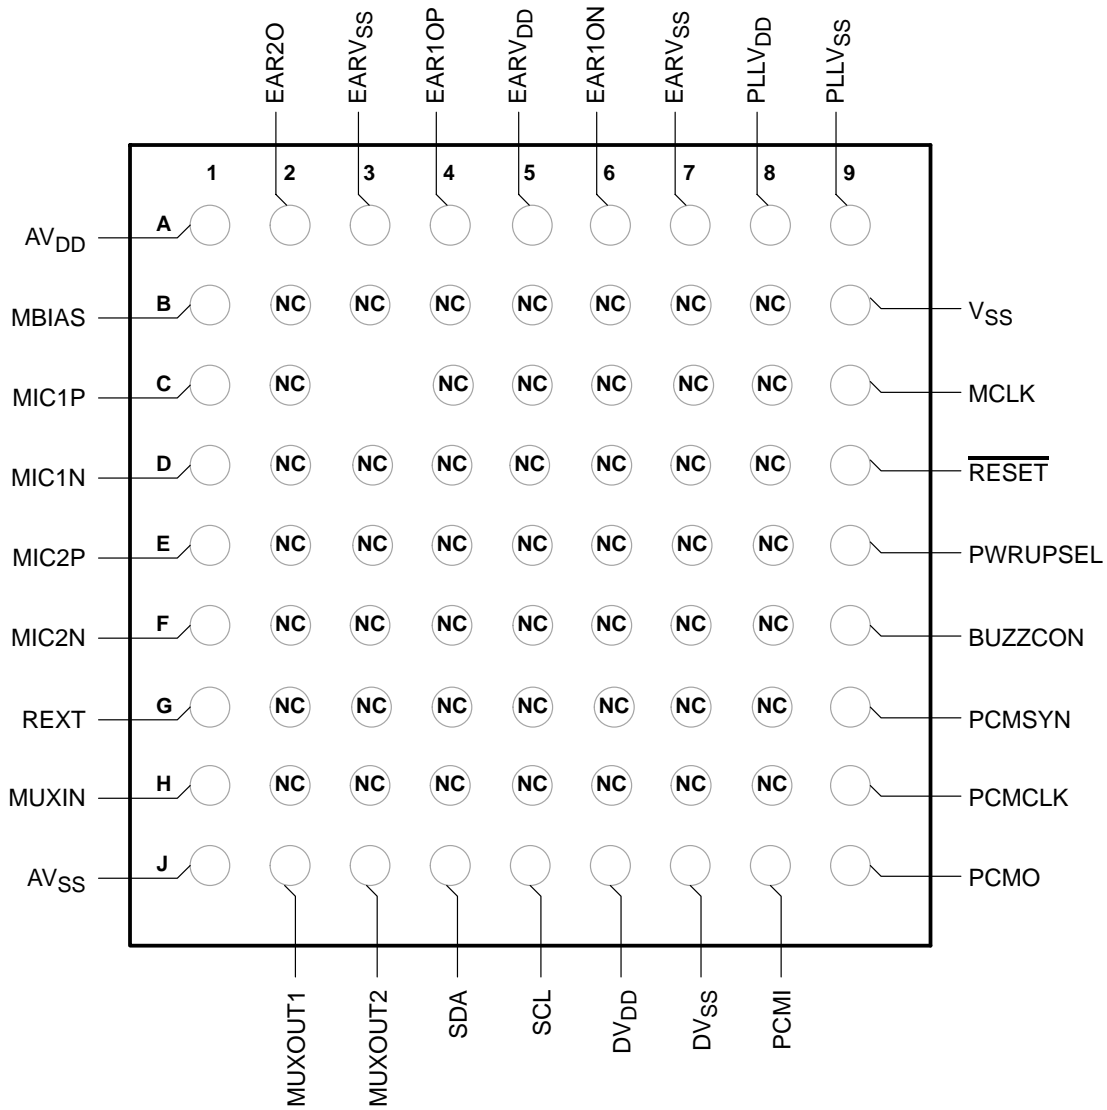 EAR2O EARVSS EAR1OP EARVDD EAR1ON EARVSS PLLVDD PLLVSS
1 2 3 4 5 6 7 8 9
AVDD A
MBIAS B NC NC NC NC NC NC NC VSS
MIC1P C NC NC NC NC NC NC MCLK
MIC1N D NC NC NC NC NC NC NC RESET
MIC2P E NC NC NC NC NC NC NC PWRUPSEL
MIC2N F NC NC NC NC NC NC NC BUZZCON
REXT G NC NC NC NC NC NC NC PCMSYN
MUXIN H NC NC NC NC NC NC NC PCMCLK
AVSS J PCMO
MUXOUT1 MUXOUT2 SDA SCL DVDD DVSS PCMI